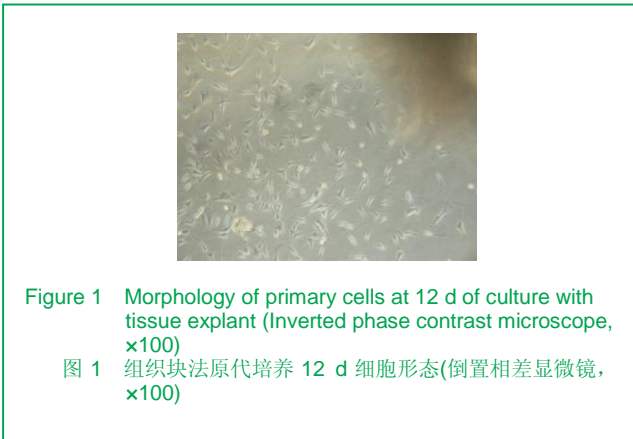 Figure 1 Morphology of primary cells at 12 d of culture with
tissue explant (Inverted phase contrast microscope,
×100)
图 1 组织块法原代培养 12 d 细胞形态(倒置相差显微镜，
×100)